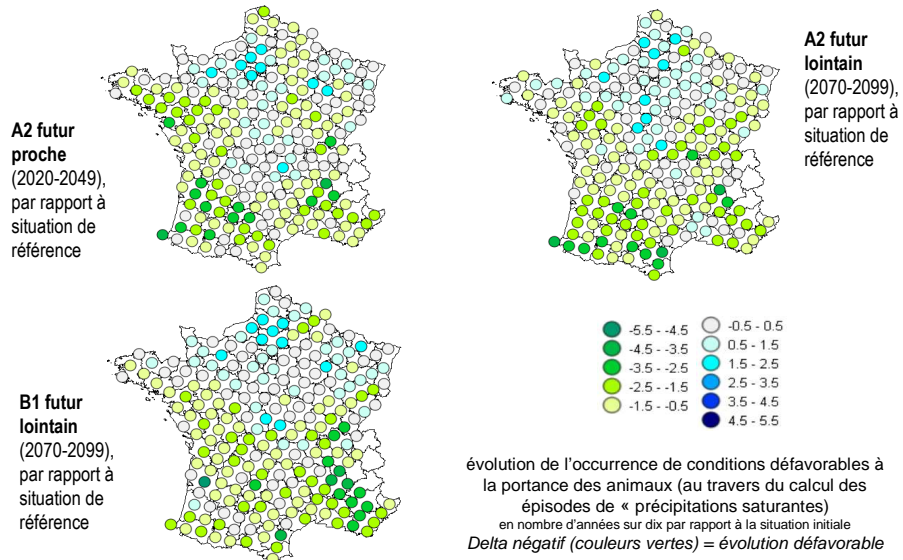 A2 futur
proche
(2020-2049),
par rapport à
situation de
référence
A2 futur
lointain
(2070-2099),
par rapport à
situation de
référence
B1 futur
lointain
(2070-2099),
par rapport à
situation de
référence
-5.5 - -4.5
-4.5 - -3.5
-3.5 - -2.5
-2.5 - -1.5
-1.5 - -0.5
-0.5 - 0.5
0.5 - 1.5
1.5 - 2.5
2.5 - 3.5
3.5 - 4.5
4.5 - 5.5
évolution de l'occurrence de conditions défavorables à
la portance des animaux (au travers du calcul des
épisodes de « précipitations saturantes)
en nombre d'années sur dix par rapport à la situation initiale
Delta négatif (couleurs vertes) = évolution défavorable